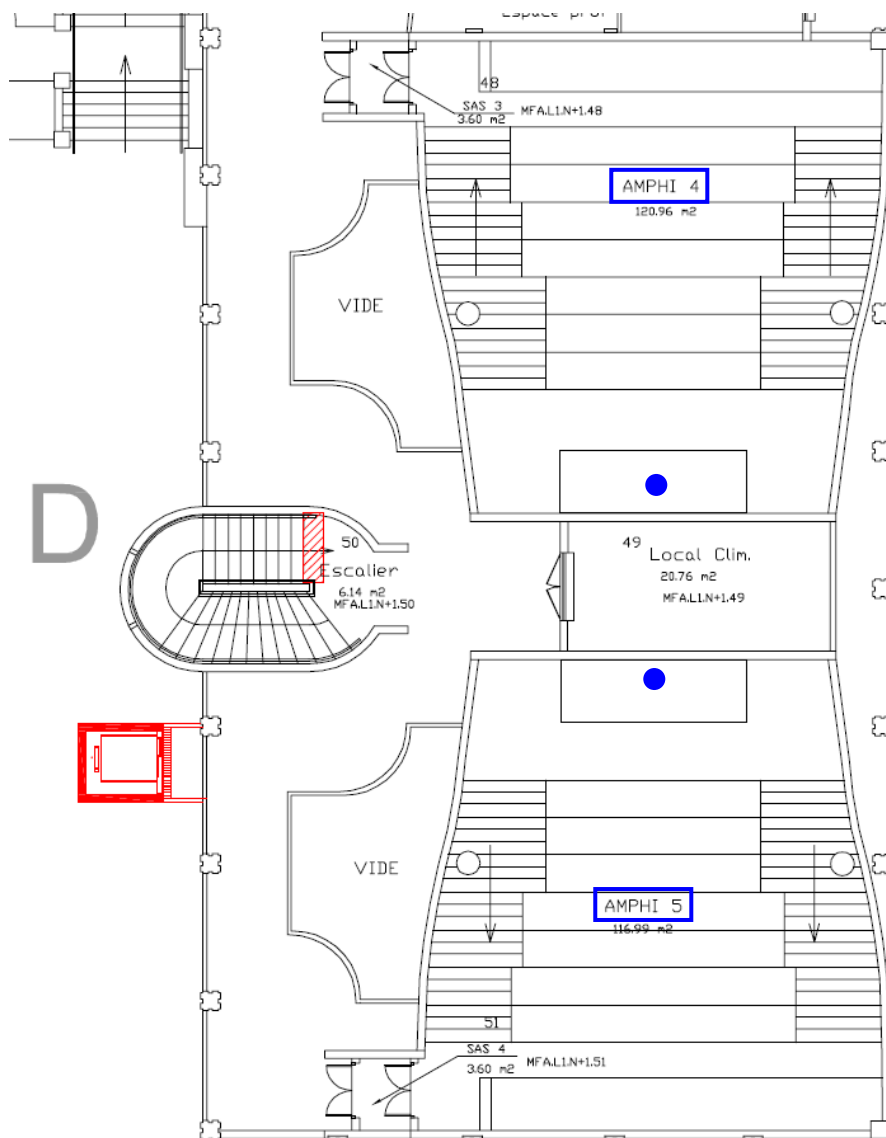 48
SAS 3
3.60 m2
MFA.L1.N+1.48
AMPHI 4
120.96 m2
VIDE
D
50
Escalier
6.14 m2
MFA.L1.N+1.50
49
Local Clim.
20.76 m2
MFA.L1.N+1.49
VIDE
AMPHI 5
116.99 m2
51
SAS 4
3.60 m2
MFA.L1.N+1.51